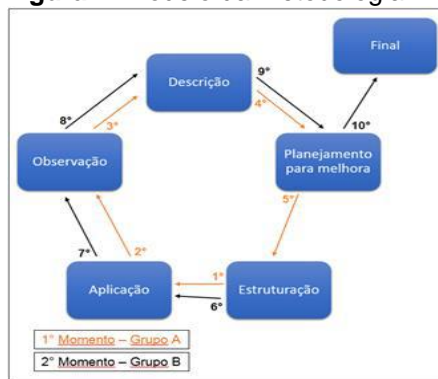 Final
Descrição
9°
8°
3°
4°
10°
Observação
Planejamento
para melhora
5°
7°
2°
1°
6°
Aplicação
Estruturação
1° Momento – Grupo A
2° Momento – Grupo B